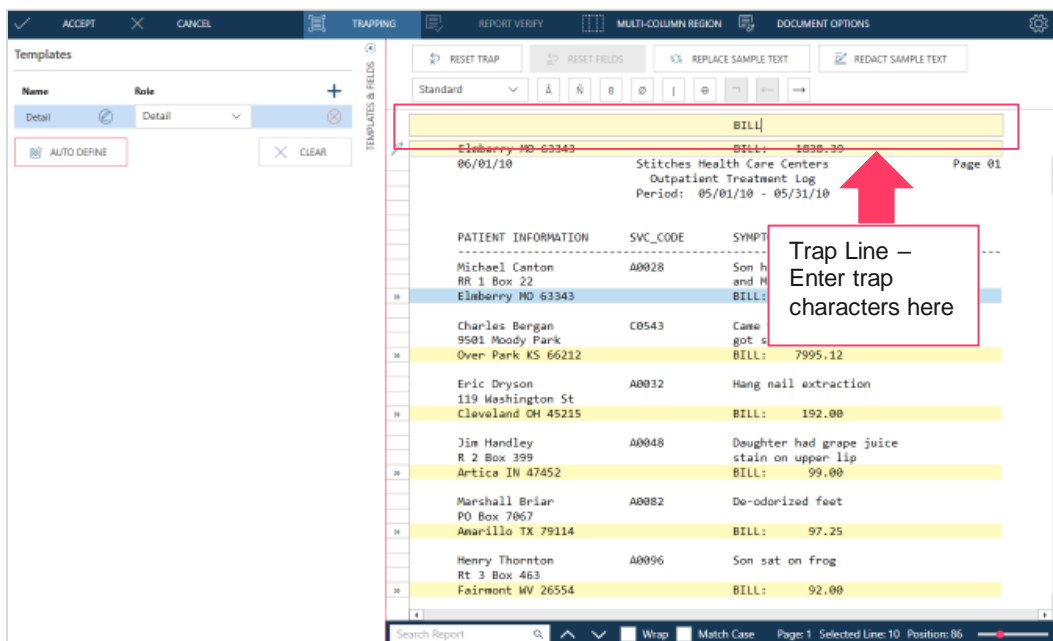 ACCEPT CANCEL TRAPPING REPORT VERIFY MULTI-COLUMN REGION DOCUMENT OPTIONS
Templates
Name Role
Detail Detail
AUTO DEFINE CLEAR
TEMPLATES & FIELDS
RESET TRAP RESET FIELDS REPLACE SAMPLE TEXT REDACT SAMPLE TEXT
Standard Ã Ñ ß Ø |
BILL
Elmberry MO 63343 BILL: 1838.39
06/01/10 Stitches Health Care Centers Page 01
Outpatient Treatment Log
Period: 05/01/10 - 05/31/10
PATIENT INFORMATION SVC_CODE SYMPT
Michael Canton A0028 Son h
RR 1 Box 22 and M
Elmberry MO 63343 BILL:
Charles Bergan C0543 Came
9501 Moody Park got s
Over Park KS 66212 BILL: 7995.12
Eric Dryson A0032 Hang nail extraction
119 Washington St
Cleveland OH 45215 BILL: 192.00
Jim Handley A0048 Daughter had grape juice
R 2 Box 399 stain on upper lip
Artica IN 47452 BILL: 99.00
Marshall Briar A0082 De-odorized feet
PO Box 7067
Amarillo TX 79114 BILL: 97.25
Henry Thornton A0096 Son sat on frog
Rt 3 Box 463
Fairmont WV 26554 BILL: 92.00
Trap Line –
Enter trap
characters here
Search Report Wrap Match Case Page: 1 Selected Line: 10 Position: 86